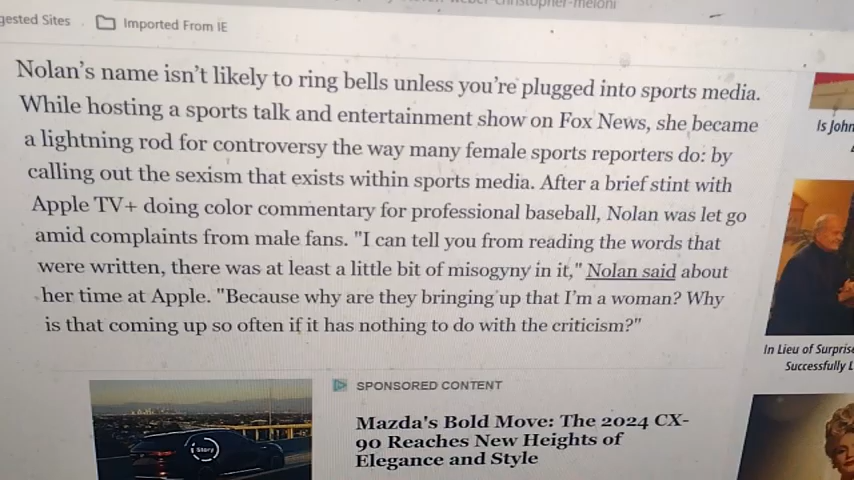 gested Sites
Imported From IE
Nolan's name isn't likely to ring bells unless you're plugged into sports media.
While hosting a sports talk and entertainment show on Fox News, she became
a lightning rod for controversy the way many female sports reporters do: by
calling out the sexism that exists within sports media. After a brief stint with
Apple TV+ doing color commentary for professional baseball, Nolan was let go
amid complaints from male fans. "I can tell you from reading the words that
were written, there was at least a little bit of misogyny in it," Nolan said about
her time at Apple. "Because why are they bringing up that I'm a woman? Why
is that coming up so often if it has nothing to do with the criticism?"
Is John
In Lieu of Surprise
Successfully L
SPONSORED CONTENT
Story
Mazda's Bold Move: The 2024 CX-
90 Reaches New Heights of
Elegance and Style